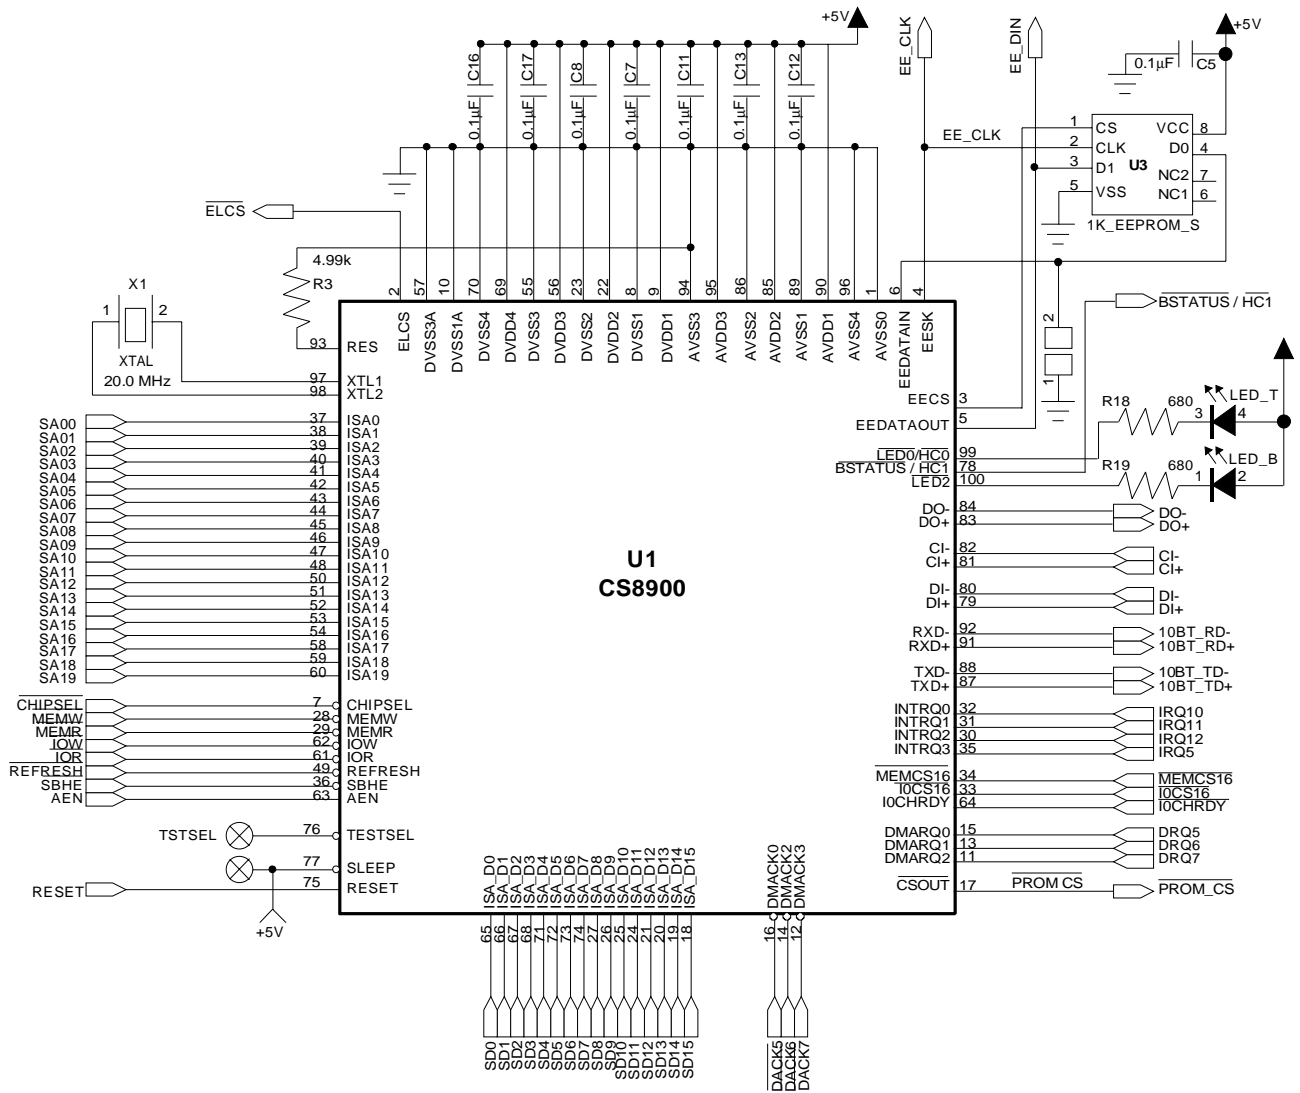 +5V
EE_CLK
EE_DIN
+5V
C16
C17
C8
C7
C11
C13
C12
0.1µF
0.1µF
0.1µF
0.1µF
0.1µF
0.1µF
0.1µF
0.1µF
C5
EE_CLK
1 CS VCC 8
2 CLK D0 4
3 D1 U3 NC2 7
5 VSS NC1 6
1K_EEPROM_S
ELCS
4.99k
R3
X1
1 2
XTAL
20.0 MHz
2 57 10 70 69 55 56 23 22 8 9 94 95 86 85 89 90 96 1 6 4
ELCS
DVSS3A
DVSS1A
DVSS4
DVDD4
DVSS3
DVDD3
DVSS2
DVDD2
DVSS1
DVDD1
AVSS3
AVDD3
AVSS2
AVDD2
AVSS1
AVDD1
AVSS4
AVSS0
EEDATAIN
EESK
2
1
BSTATUS / HC1
93 RES
97 XTL1
98 XTL2
SA00 37 ISA0
SA01 38 ISA1
SA02 39 ISA2
SA03 40 ISA3
SA04 41 ISA4
SA05 42 ISA5
SA06 43 ISA6
SA07 44 ISA7
SA08 45 ISA8
SA09 46 ISA9
SA10 47 ISA10
SA11 48 ISA11
SA12 50 ISA12
SA13 51 ISA13
SA14 52 ISA14
SA15 53 ISA15
SA16 54 ISA16
SA17 58 ISA17
SA18 59 ISA18
SA19 60 ISA19
CHIPSEL 7 CHIPSEL
MEMW 28 MEMW
MEMR 29 MEMR
IOW 62 IOW
IOR 61 IOR
REFRESH 49 REFRESH
SBHE 36 SBHE
AEN 63 AEN
TSTSEL 76 TESTSEL
77 SLEEP
RESET 75 RESET
+5V
U1
CS8900
EECS 3
EEDATAOUT 5
LED0/HC0 99
BSTATUS / HC1 78
LED2 100
R18 680 3 LED_T 4
R19 680 1 LED_B 2
DO- 84 DO-
DO+ 83 DO+
CI- 82 CI-
CI+ 81 CI+
DI- 80 DI-
DI+ 79 DI+
RXD- 92 10BT_RD-
RXD+ 91 10BT_RD+
TXD- 88 10BT_TD-
TXD+ 87 10BT_TD+
INTRQ0 32 IRQ10
INTRQ1 31 IRQ11
INTRQ2 30 IRQ12
INTRQ3 35 IRQ5
MEMCS16 34 MEMCS16
I0CS16 33 I0CS16
I0CHRDY 64 I0CHRDY
DMARQ0 15 DRQ5
DMARQ1 13 DRQ6
DMARQ2 11 DRQ7
CSOUT 17 PROM CS PROM_CS
ISA_D0 65 SD0
ISA_D1 66 SD1
ISA_D2 67 SD2
ISA_D3 68 SD3
ISA_D4 71 SD4
ISA_D5 72 SD5
ISA_D6 73 SD6
ISA_D7 74 SD7
ISA_D8 27 SD8
ISA_D9 26 SD9
ISA_D10 25 SD10
ISA_D11 24 SD11
ISA_D12 21 SD12
ISA_D13 20 SD13
ISA_D14 19 SD14
ISA_D15 18 SD15
DMACK0 16 DACK5
DMACK2 14 DACK6
DMACK3 12 DACK7